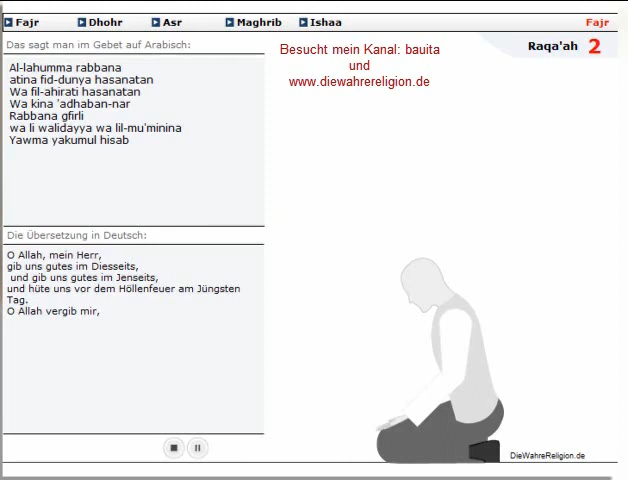 Fajr Dhohr Asr Maghrib Ishaa Fajr
Das sagt man im Gebet auf Arabisch:
Besucht mein Kanal: bauita
und
www.diewahrereligion.de
Raqa'ah 2
Al-lahumma rabbana
atina fid-dunya hasanatan
Wa fil-ahirati hasanatan
Wa kina 'adhaban-nar
Rabbana gfirli
wa li walidayya wa lil-mu'minina
Yawma yakumul hisab
Die Übersetzung in Deutsch:
O Allah, mein Herr,
gib uns gutes im Diesseits,
und gib uns gutes im Jenseits,
und hüte uns vor dem Höllenfeuer am Jüngsten
Tag.
O Allah vergib mir,
DieWahreReligion.de